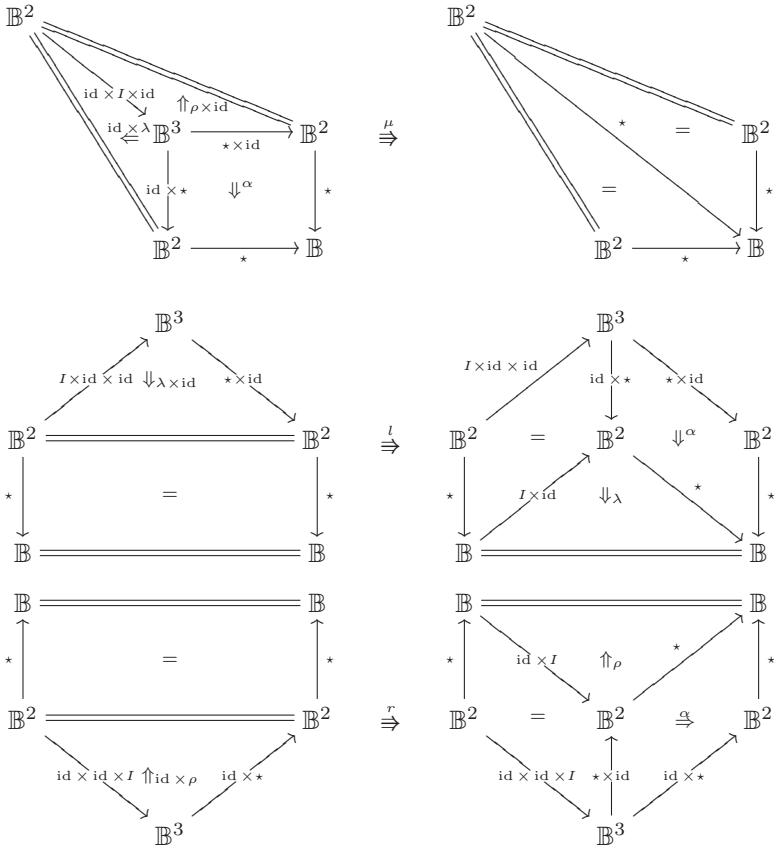 𝔹² 𝔹²
id × I × id ⇑ρ×id
id × λ ⇐ 𝔹³ ⋆×id 𝔹² μ ⇛ ⋆ = 𝔹²
id × ⋆ ⇓α ⋆ = ⋆
𝔹² ⋆ 𝔹 𝔹² ⋆ 𝔹
𝔹³ 𝔹³
I×id × id ⇓λ×id ⋆×id I×id × id id × ⋆ ⋆×id
𝔹² 𝔹² l ⇛ 𝔹² = 𝔹² ⇓α 𝔹²
⋆ = ⋆ ⋆ I×id ⇓λ ⋆ ⋆
𝔹 𝔹 𝔹 𝔹
𝔹 𝔹 𝔹 𝔹
⋆ = ⋆ ⋆ id × I ⇑ρ ⋆ ⋆
𝔹² 𝔹² r ⇛ 𝔹² = 𝔹² α ⇒ 𝔹²
id × id × I ⇑id × ρ id × ⋆ id × id × I ⋆×id id × ⋆
𝔹³ 𝔹³